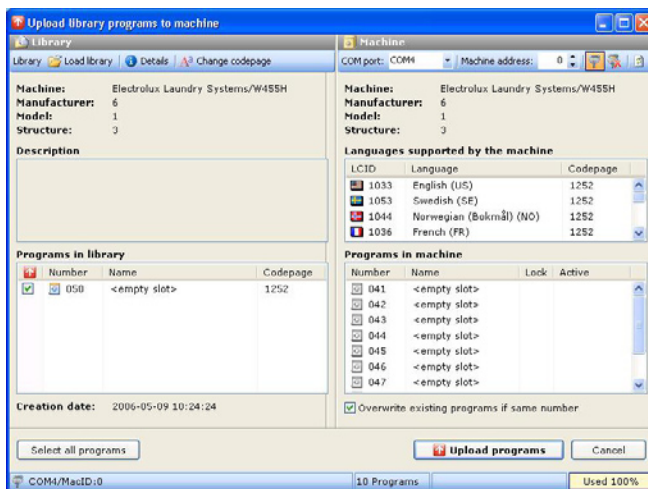 Upload library programs to machine
Library
Machine
Library Load library Details Change codepage
COM port: COM4 Machine address: 0
Machine: Electrolux Laundry Systems/W455H
Manufacturer: 6
Model: 1
Structure: 3
Description
Machine: Electrolux Laundry Systems/W455H
Manufacturer: 6
Model: 1
Structure: 3
Languages supported by the machine
LCID Language Codepage
1033 English (US) 1252
1053 Swedish (SE) 1252
1044 Norwegian (Bokmål) (NO) 1252
1036 French (FR) 1252
Programs in library
Number Name Codepage
050 <empty slot> 1252
Programs in machine
Number Name Lock Active
041 <empty slot>
042 <empty slot>
043 <empty slot>
044 <empty slot>
045 <empty slot>
046 <empty slot>
047 <empty slot>
Creation date: 2006-05-09 10:24:24
Overwrite existing programs if same number
Select all programs
Upload programs
Cancel
COM4/MacID:0
10 Programs
Used 100%